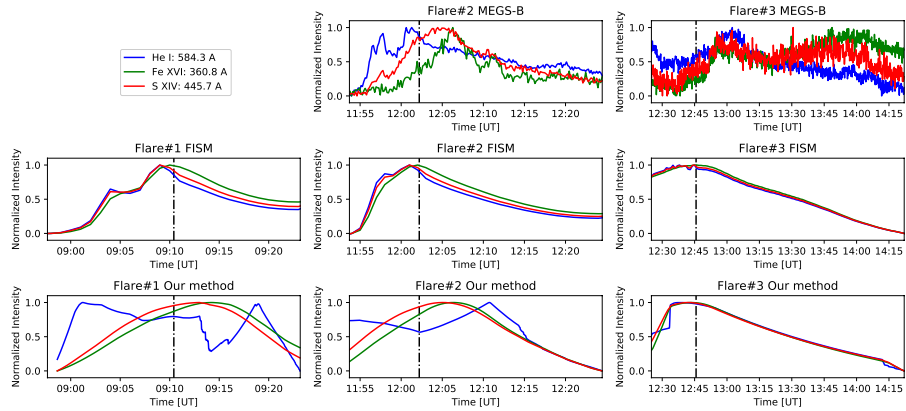 Flare#2 MEGS-B
Flare#3 MEGS-B
He I: 584.3 A
Fe XVI: 360.8 A
S XIV: 445.7 A
Normalized Intensity
1.0
0.5
0.0
11:55 12:00 12:05 12:10 12:15 12:20
Time [UT]
Normalized Intensity
1.0
0.5
0.0
12:30 12:45 13:00 13:15 13:30 13:45 14:00 14:15
Time [UT]
Flare#1 FISM
Normalized Intensity
1.0
0.5
0.0
09:00 09:05 09:10 09:15 09:20
Time [UT]
Flare#2 FISM
Normalized Intensity
1.0
0.5
0.0
11:55 12:00 12:05 12:10 12:15 12:20
Time [UT]
Flare#3 FISM
Normalized Intensity
1.0
0.5
0.0
12:30 12:45 13:00 13:15 13:30 13:45 14:00 14:15
Time [UT]
Flare#1 Our method
Normalized Intensity
1.0
0.5
0.0
09:00 09:05 09:10 09:15 09:20
Time [UT]
Flare#2 Our method
Normalized Intensity
1.0
0.5
0.0
11:55 12:00 12:05 12:10 12:15 12:20
Time [UT]
Flare#3 Our method
Normalized Intensity
1.0
0.5
0.0
12:30 12:45 13:00 13:15 13:30 13:45 14:00 14:15
Time [UT]